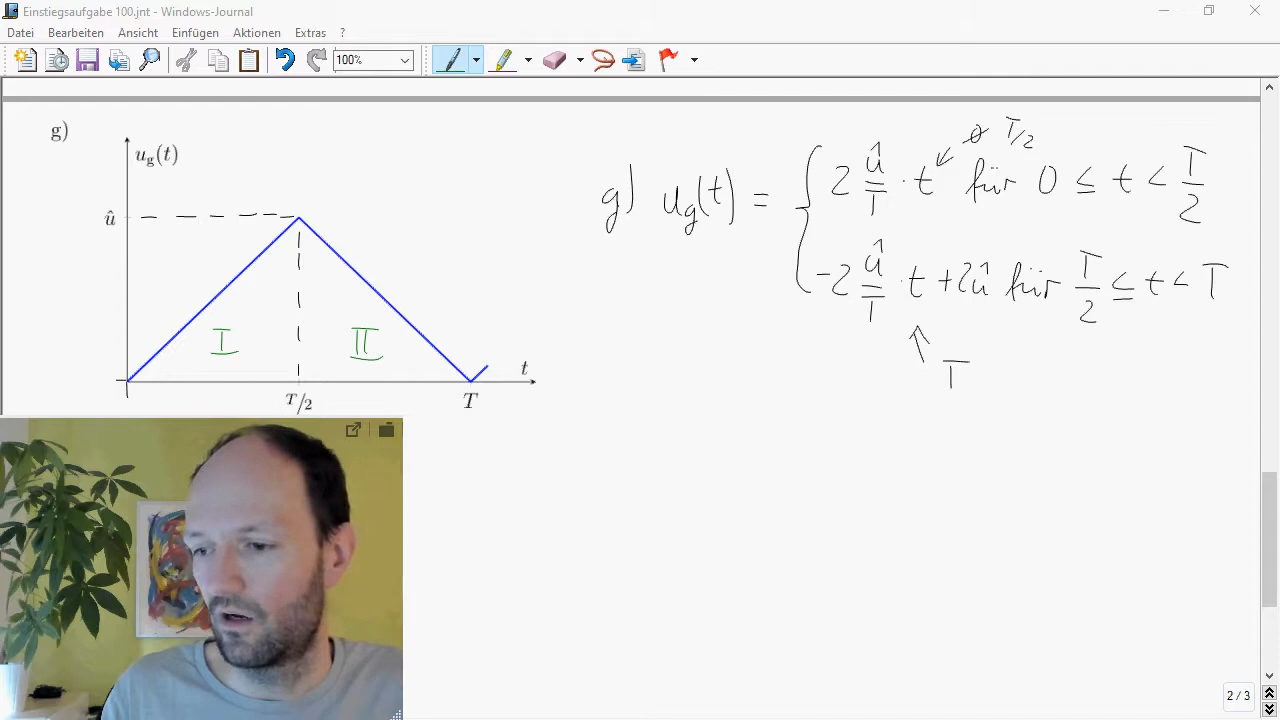 Einstiegsaufgabe 100.jnt - Windows-Journal
Datei Bearbeiten Ansicht Einfügen Aktionen Extras ?
100%
g)
u_g(t)
û
I
II
T/2
T
t
0 T/2
g) u_g(t) = { 2 û/T · t für 0 ≤ t < T/2
-2 û/T · t + 2û für T/2 ≤ t < T
T
2 / 3